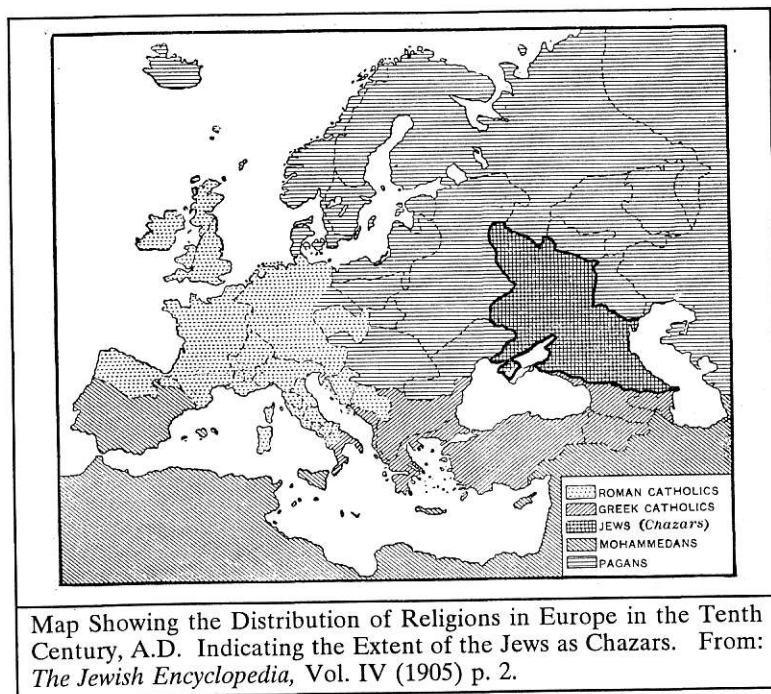 ROMAN CATHOLICS
GREEK CATHOLICS
JEWS (Chazars)
MOHAMMEDANS
PAGANS
Map Showing the Distribution of Religions in Europe in the Tenth
Century, A.D. Indicating the Extent of the Jews as Chazars. From:
The Jewish Encyclopedia, Vol. IV (1905) p. 2.